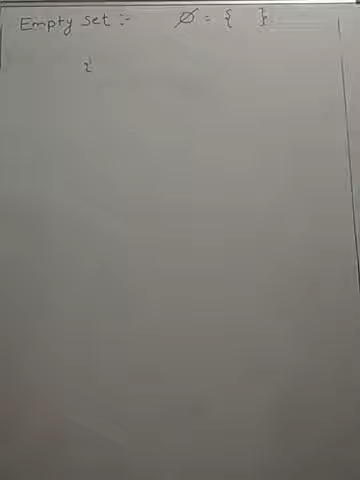 Empty set :- ∅ = { }
{